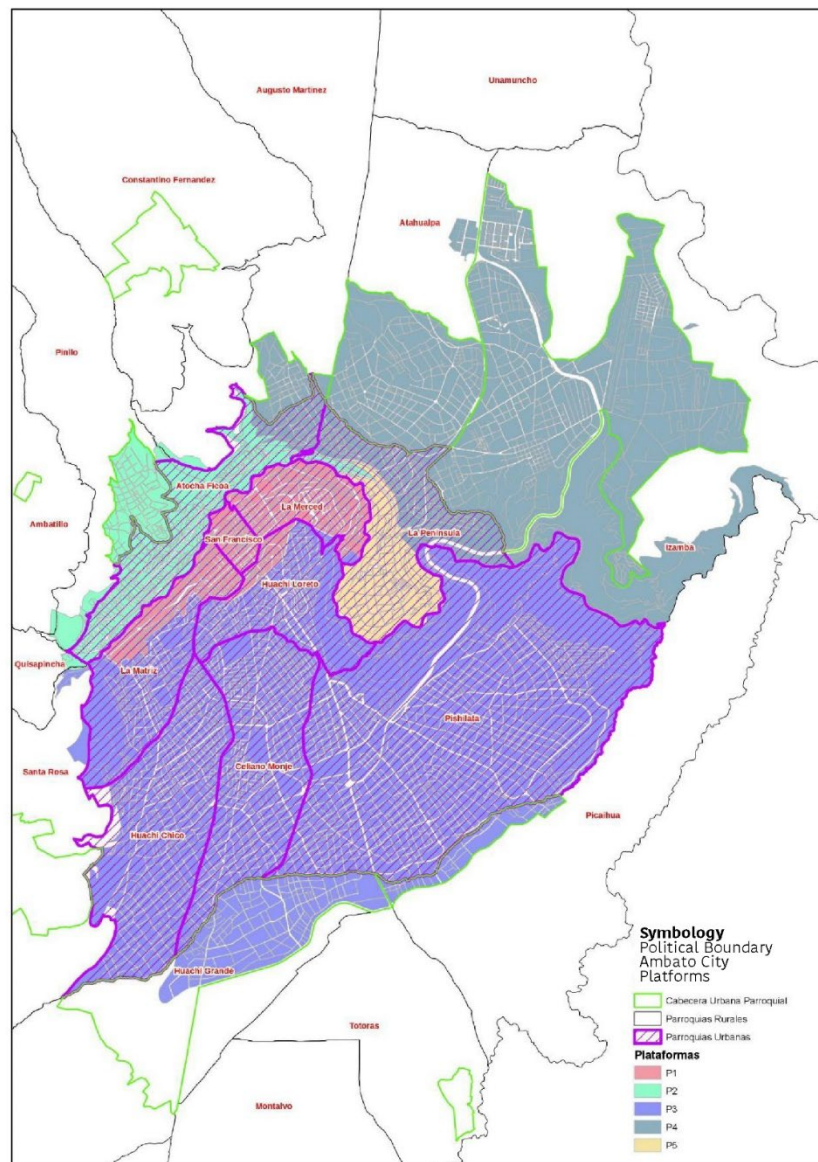 Unamuncho
Augusto Martinez
Constantino Fernandez
Atahualpa
Pinllo
Atocha Ficoa
La Merced
Ambatillo
San Francisco
La Peninsula
Izamba
Huachi Loreto
Quisapincha
La Matriz
Pishilata
Santa Rosa
Celiano Monje
Picaihua
Huachi Chico
Huachi Grande
Totoras
Montalvo
Symbology
Political Boundary
Ambato City
Platforms
Cabecera Urbana Parroquial
Parroquias Rurales
Parroquias Urbanas
Plataformas
P1
P2
P3
P4
P5